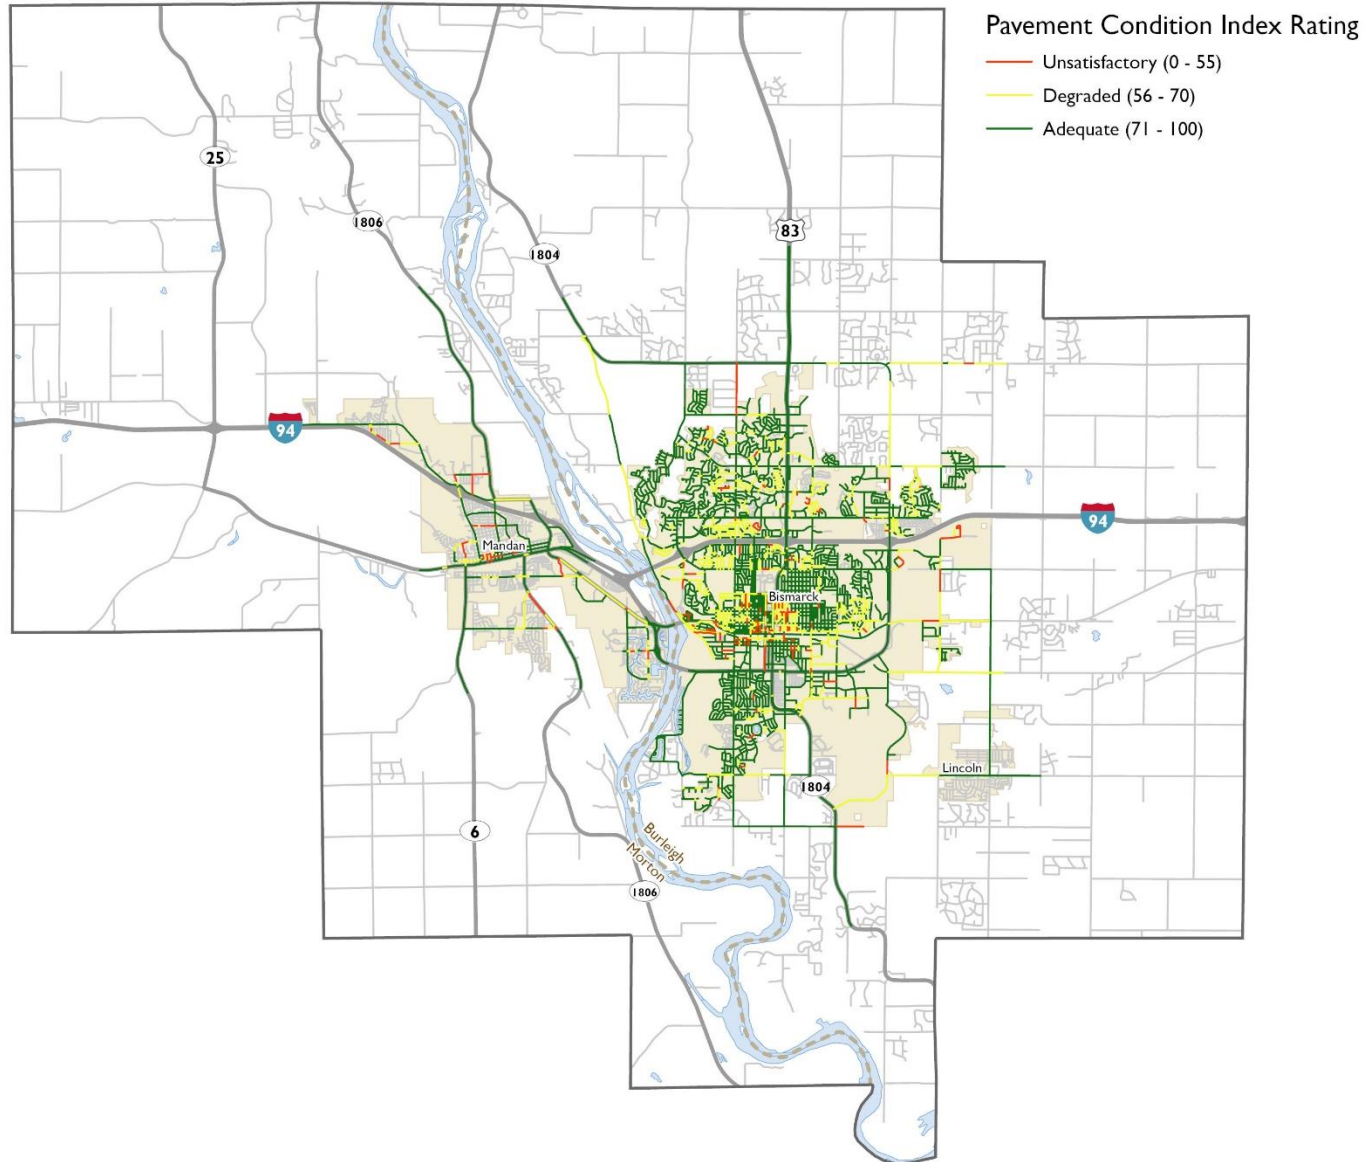 Pavement Condition Index Rating
Unsatisfactory (0 - 55)
Degraded (56 - 70)
Adequate (71 - 100)
25
1806
1804
83
94
94
Mandan
Bismarck
Lincoln
1804
6
Burleigh
Morton
1806